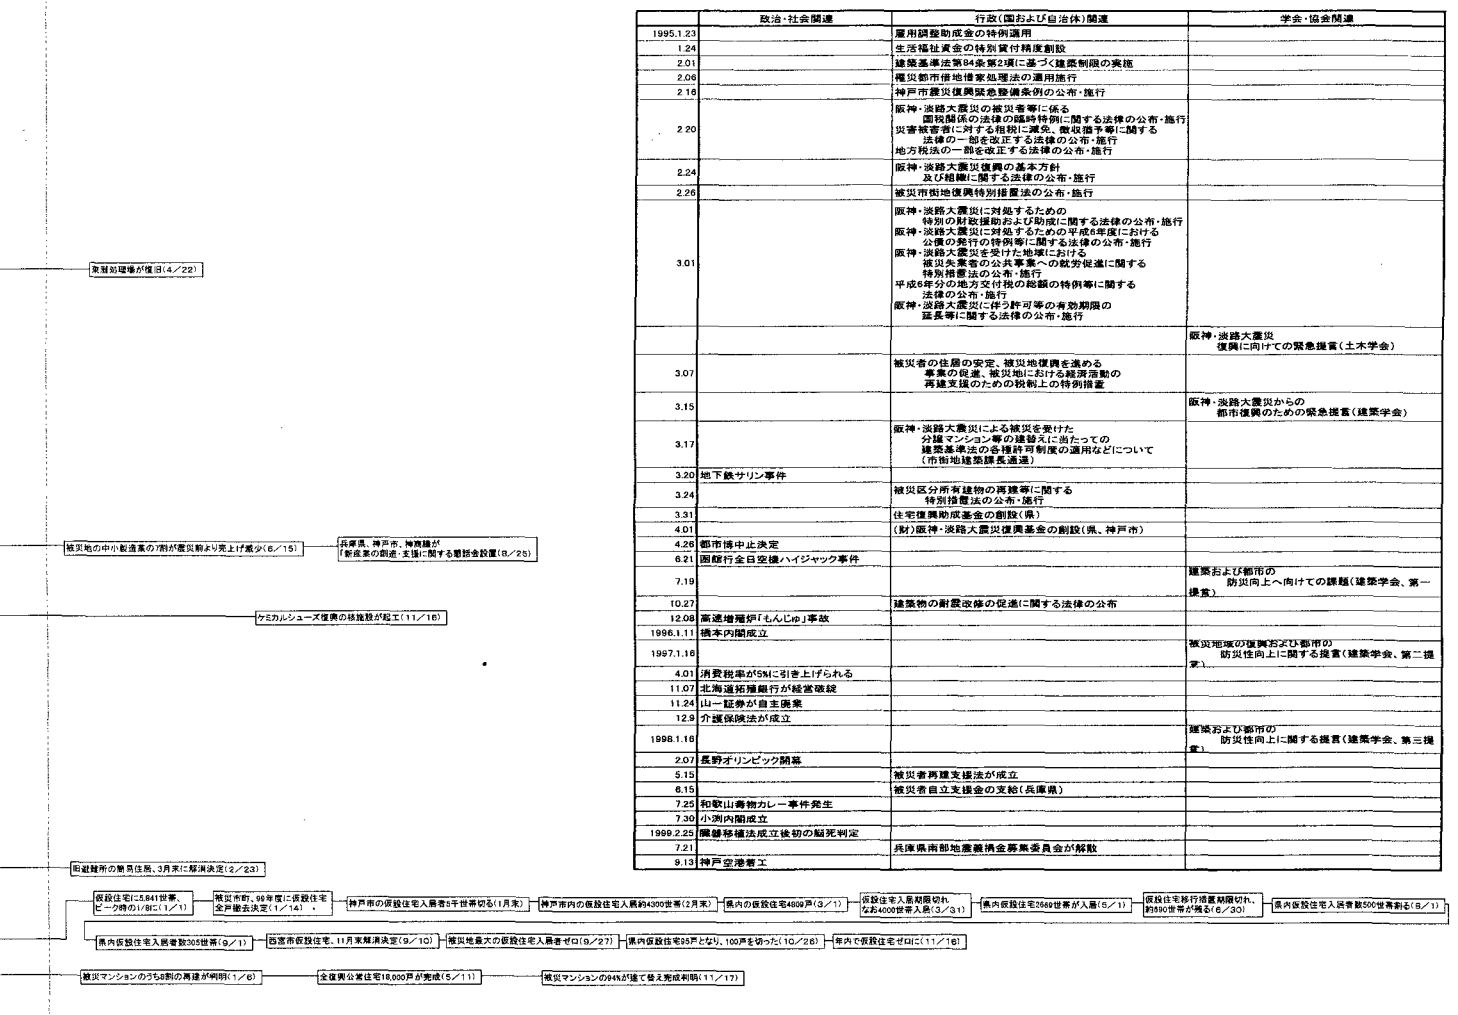 政治・社会関連 行政(国および自治体)関連 学会・協会関連
1995.1.23 雇用調整助成金の特例適用
1.24 生活福祉資金の特別貸付精度創設
2.01 建築基準法第84条第2項に基づく建築制限の実施
2.06 罹災都市借地借家処理法の適用施行
2.16 神戸市震災復興緊急整備条例の公布・施行
2.20 阪神・淡路大震災の被災者等に係る
国税関係の法律の臨時特例に関する法律の公布・施行
災害被害者に対する租税に減免、徴収猶予等に関する
法律の一部を改正する法律の公布・施行
地方税法の一部を改正する法律の公布・施行
2.24 阪神・淡路大震災復興の基本方針
及び組織に関する法律の公布・施行
2.26 被災市街地復興特別措置法の公布・施行
3.01 阪神・淡路大震災に対処するための
特別の財政援助および助成に関する法律の公布・施行
阪神・淡路大震災に対処するための平成6年度における
公債の発行の特例等に関する法律の公布・施行
阪神・淡路大震災を受けた地域における
被災失業者の公共事業への就労促進に関する
特別措置法の公布・施行
平成6年分の地方交付税の総額の特例等に関する
法律の公布・施行
阪神・淡路大震災に伴う許可等の有効期限の
延長等に関する法律の公布・施行
阪神・淡路大震災
復興に向けての緊急提言(土木学会)
3.07 被災者の住居の安定、被災地復興を進める
事業の促進、被災地における経済活動の
再建支援のための税制上の特例措置
3.15 阪神・淡路大震災からの
都市復興のための緊急提言(建築学会)
3.17 阪神・淡路大震災による被災を受けた
分譲マンション等の建替えに当たっての
建築基準法の各種許可制度の適用などについて
(市街地建築課長通達)
3.20 地下鉄サリン事件
3.24 被災区分所有建物の再建等に関する
特別措置法の公布・施行
3.31 住宅復興助成基金の創設(県)
4.01 (財)阪神・淡路大震災復興基金の創設(県、神戸市)
4.26 都市博中止決定
6.21 函館行全日空機ハイジャック事件
7.19 建築および都市の
防災向上へ向けての課題(建築学会、第一
提言)
10.27 建築物の耐震改修の促進に関する法律の公布
12.08 高速増殖炉「もんじゅ」事故
1996.1.11 橋本内閣成立
1997.1.16 被災地域の復興および都市の
防災性向上に関する提言(建築学会、第二提
言)
4.01 消費税率が5%に引き上げられる
11.07 北海道拓殖銀行が経営破綻
11.24 山一証券が自主廃業
12.9 介護保険法が成立
1998.1.16 建築および都市の
防災性向上に関する提言(建築学会、第三提
言)
2.07 長野オリンピック開幕
5.15 被災者再建支援法が成立
6.15 被災者自立支援金の支給(兵庫県)
7.25 和歌山毒物カレー事件発生
7.30 小渕内閣成立
1999.2.25 臓器移植法成立後初の脳死判定
7.21 兵庫県南部地震義捐金募集委員会が解散
9.13 神戸空港着工
東灘処理場が復旧(4/22)
被災地の中小製造業の7割が震災前より売上げ減少(6/15)
兵庫県、神戸市、神商議が
「新産業の創造・支援に関する懇話会設置(8/25)
ケミカルシューズ復興の核施設が起工(11/16)
旧避難所の簡易住居、3月末に解消決定(2/23)
仮設住宅に5,841世帯、
ピーク時の1/8に(1/1)
被災市町、99年度に仮設住宅
全戸撤去決定(1/14)
神戸市の仮設住宅入居者5千世帯切る(1月末)
神戸市内の仮設住宅入居約4300世帯(2月末)
県内の仮設住宅4809戸(3/1)
仮設住宅入居期限切れ
なお4000世帯入居(3/31)
県内仮設住宅2669世帯が入居(5/1)
仮設住宅移行措置期限切れ、
約690世帯が残る(6/30)
県内仮設住宅入居者数500世帯割る(8/1)
県内仮設住宅入居者数305世帯(9/1)
西宮市仮設住宅、11月末解消決定(9/10)
被災地最大の仮設住宅入居者ゼロ(9/27)
県内仮設住宅95戸となり、100戸を切った(10/26)
年内で仮設住宅ゼロに(11/16)
被災マンションのうち8割の再建が判明(1/6)
全復興公営住宅18,000戸が完成(5/11)
被災マンションの94%が建て替え完成判明(11/17)